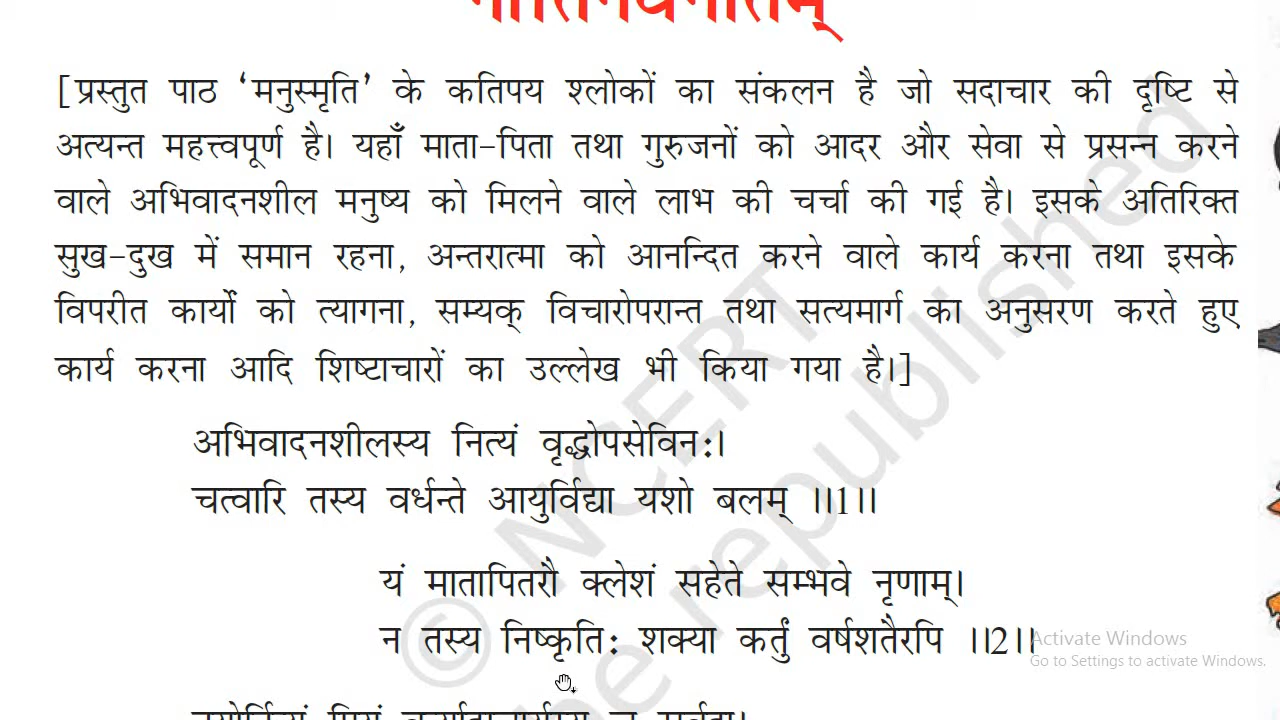 [प्रस्तुत पाठ 'मनुस्मृति' के कतिपय श्लोकों का संकलन है जो सदाचार की दृष्टि से
अत्यन्त महत्त्वपूर्ण है। यहाँ माता-पिता तथा गुरुजनों को आदर और सेवा से प्रसन्न करने
वाले अभिवादनशील मनुष्य को मिलने वाले लाभ की चर्चा की गई है। इसके अतिरिक्त
सुख-दुख में समान रहना, अन्तरात्मा को आनन्दित करने वाले कार्य करना तथा इसके
विपरीत कार्यों को त्यागना, सम्यक् विचारोपरान्त तथा सत्यमार्ग का अनुसरण करते हुए
कार्य करना आदि शिष्टाचारों का उल्लेख भी किया गया है।]
अभिवादनशीलस्य नित्यं वृद्धोपसेविनः।
चत्वारि तस्य वर्धन्ते आयुर्विद्या यशो बलम् ।।1।।
यं मातापितरौ क्लेशं सहेते सम्भवे नृणाम्।
न तस्य निष्कृतिः शक्या कर्तुं वर्षशतैरपि ।।2।।
Activate Windows
Go to Settings to activate Windows.
© NCERT
be republished